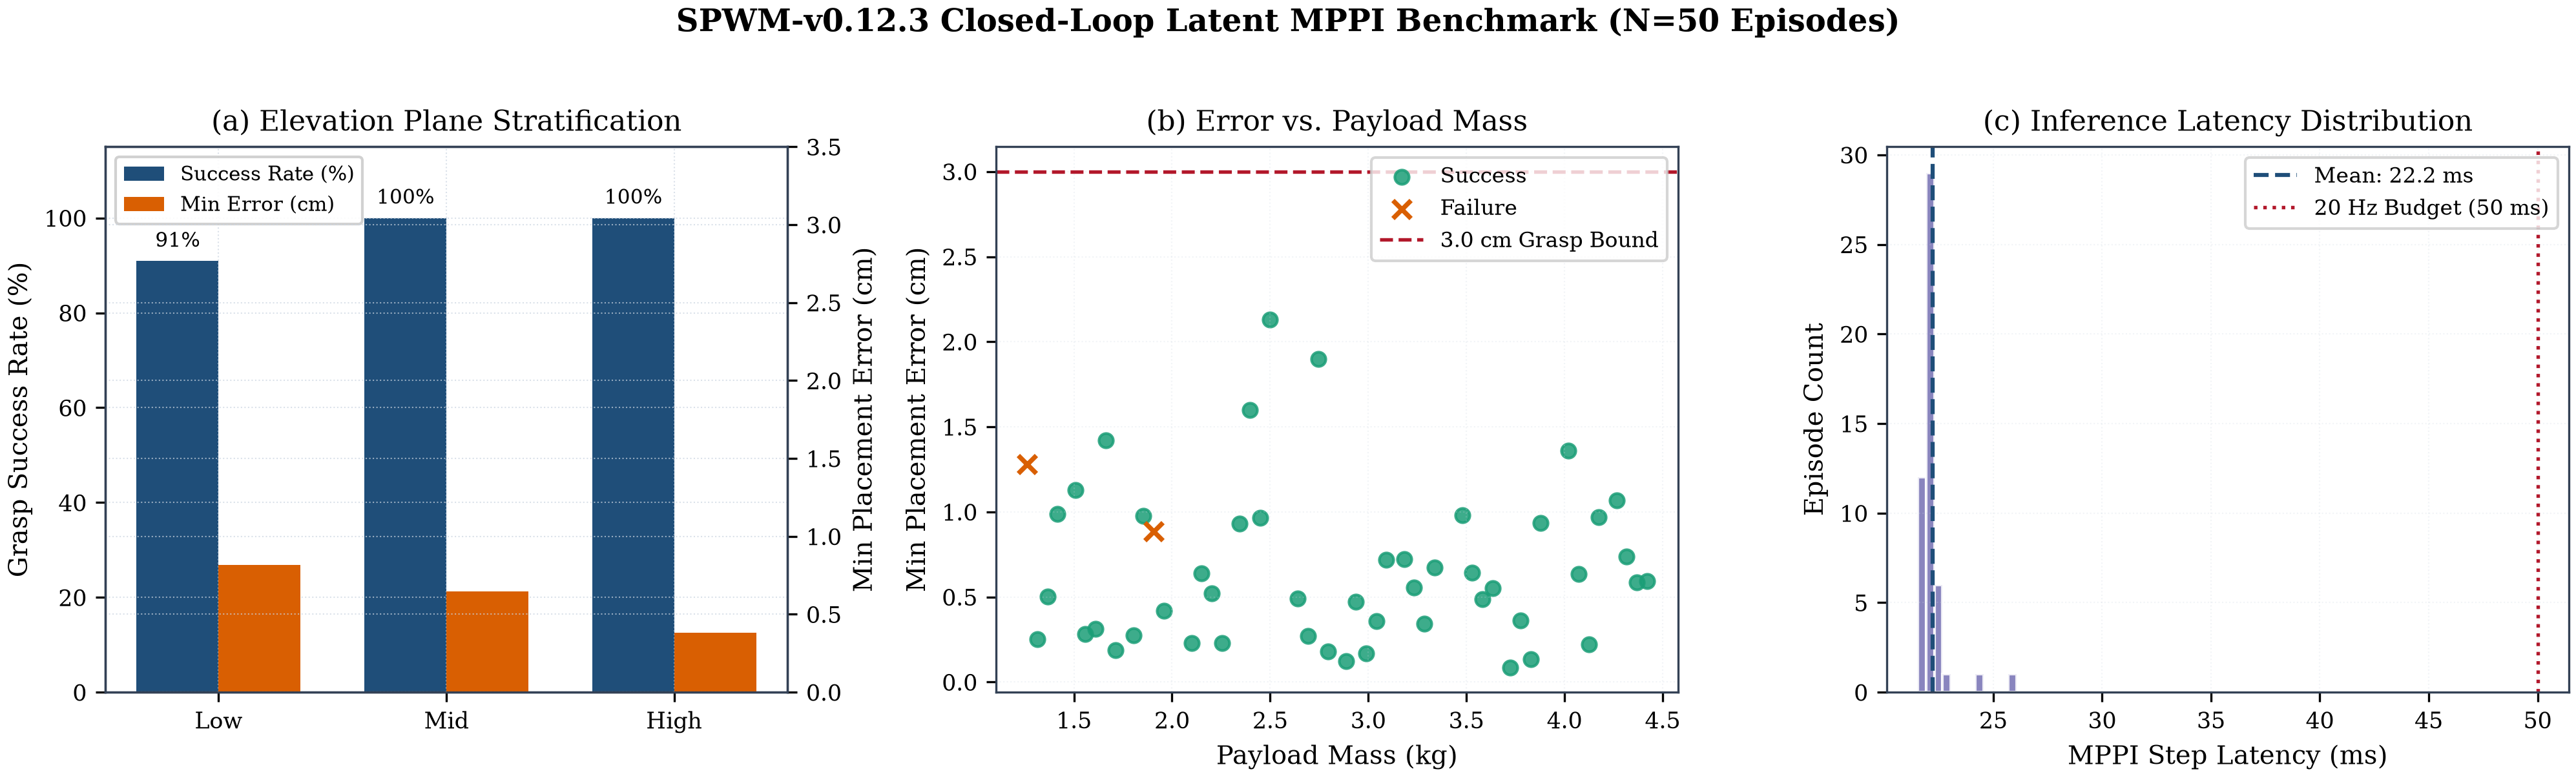 SPWM-v0.12.3 Closed-Loop Latent MPPI Benchmark (N=50 Episodes)
(a) Elevation Plane Stratification
Success Rate (%)
Min Error (cm)
91%
100%
100%
Grasp Success Rate (%)
0
20
40
60
80
100
0.0
0.5
1.0
1.5
2.0
2.5
3.0
3.5
Min Placement Error (cm)
Low
Mid
High
(b) Error vs. Payload Mass
Success
Failure
3.0 cm Grasp Bound
Min Placement Error (cm)
0.0
0.5
1.0
1.5
2.0
2.5
3.0
1.5
2.0
2.5
3.0
3.5
4.0
4.5
Payload Mass (kg)
(c) Inference Latency Distribution
Mean: 22.2 ms
20 Hz Budget (50 ms)
Episode Count
0
5
10
15
20
25
30
25
30
35
40
45
50
MPPI Step Latency (ms)